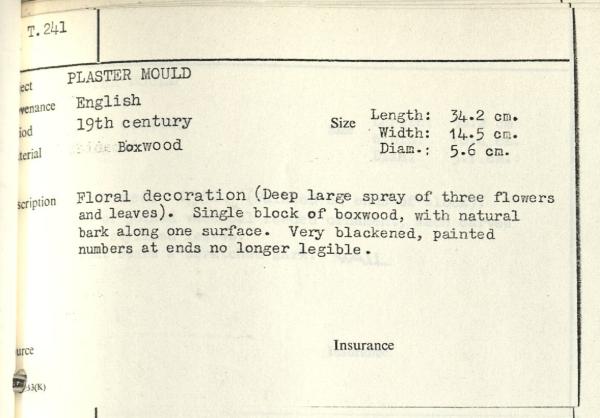 T.241
ect PLASTER MOULD
venance English
iod 19th century
Size Length: 34.2 cm.
Width: 14.5 cm.
Diam.: 5.6 cm.
terial Boxwood
scription Floral decoration (Deep large spray of three flowers
and leaves). Single block of boxwood, with natural
bark along one surface. Very blackened, painted
numbers at ends no longer legible.
urce
Insurance
53(K)